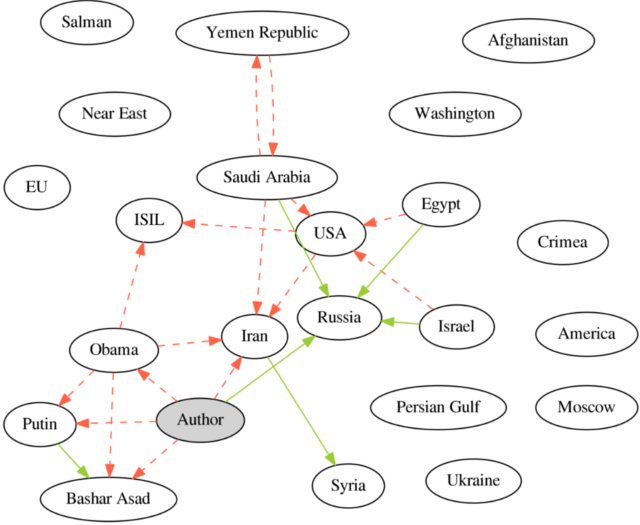 Salman
Yemen Republic
Afghanistan
Near East
Washington
Saudi Arabia
EU
Egypt
ISIL
USA
Crimea
Russia
Israel
Iran
America
Obama
Persian Gulf
Moscow
Author
Putin
Syria
Ukraine
Bashar Asad